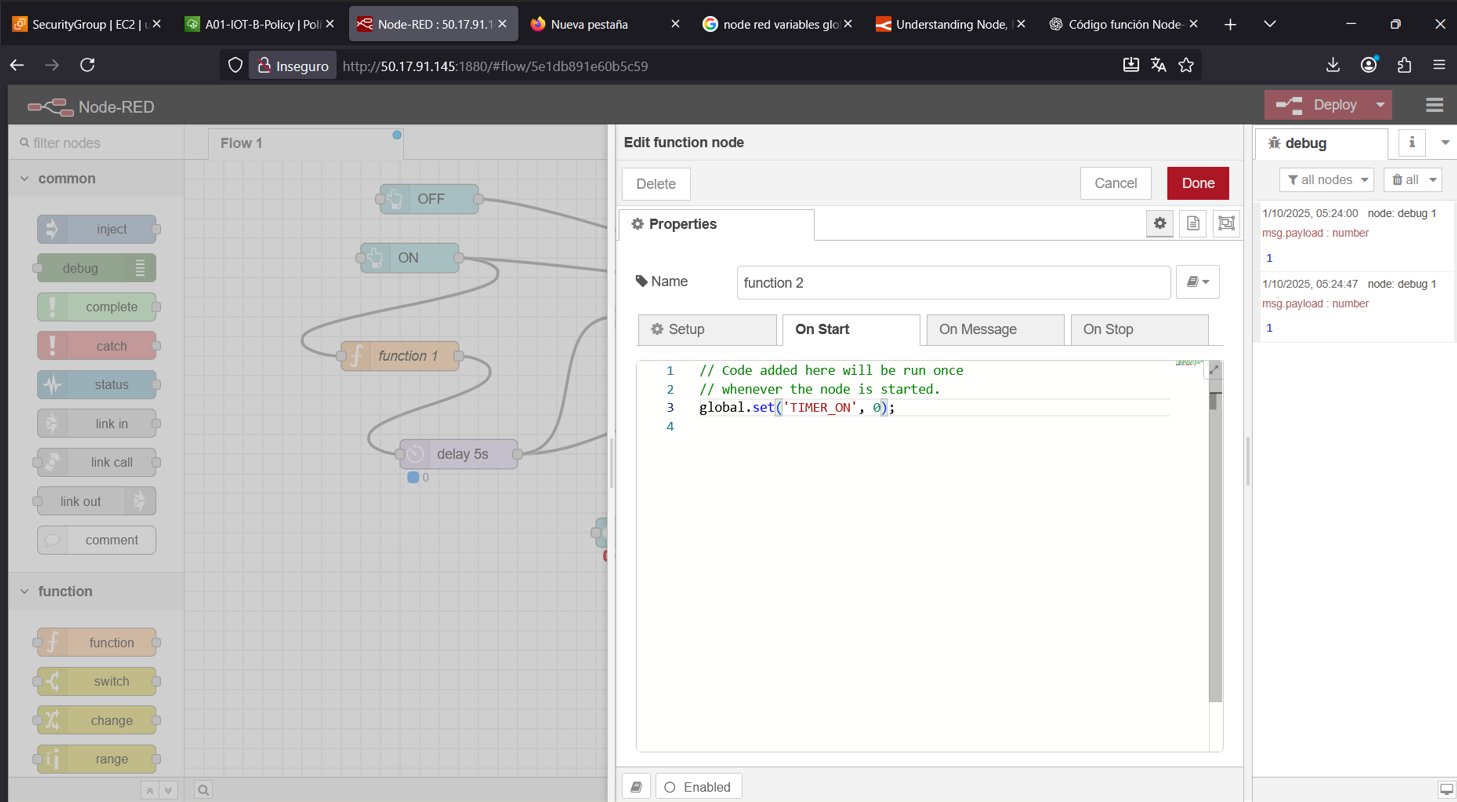 SecurityGroup | EC2 | u
A01-IOT-B-Policy | Polí
Node-RED : 50.17.91.1
Nueva pestaña
node red variables glo
Understanding Node, 
Código función Node-
Inseguro
http://50.17.91.145:1880/#flow/5e1db891e60b5c59
Node-RED
Deploy
filter nodes
common
inject
debug
complete
catch
status
link in
link call
link out
comment
function
function
switch
change
range
Flow 1
OFF
ON
function 1
delay 5s
0
Edit function node
Delete
Cancel
Done
Properties
Name
function 2
Setup
On Start
On Message
On Stop
1 // Code added here will be run once
2 // whenever the node is started.
3 global.set('TIMER_ON', 0);
4
Enabled
debug
i
all nodes
all
1/10/2025, 05:24:00 node: debug 1
msg.payload : number
1
1/10/2025, 05:24:47 node: debug 1
msg.payload : number
1